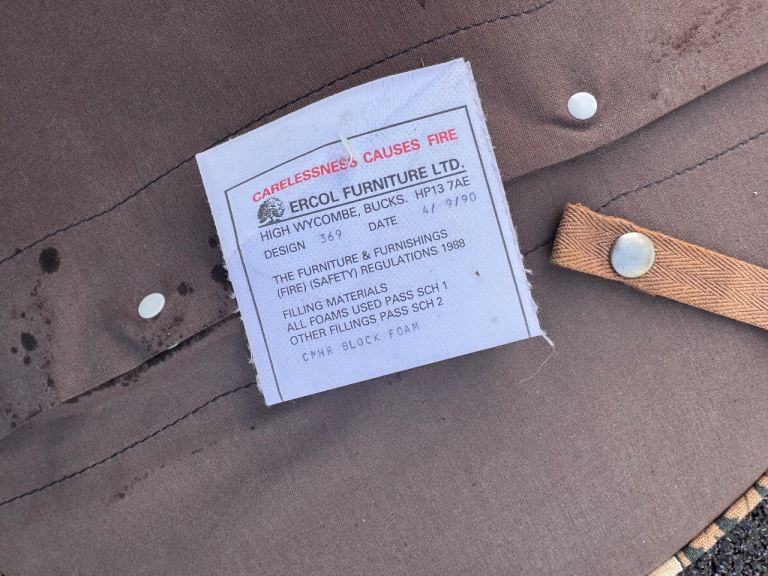 CARELESSNESS CAUSES FIRE
ERCOL FURNITURE LTD.
HIGH WYCOMBE, BUCKS. HP13 7AE
DESIGN 369 DATE 4/ 9/90
THE FURNITURE & FURNISHINGS
(FIRE) (SAFETY) REGULATIONS 1988
FILLING MATERIALS
ALL FOAMS USED PASS SCH 1
OTHER FILLINGS PASS SCH 2
CMHR BLOCK FOAM